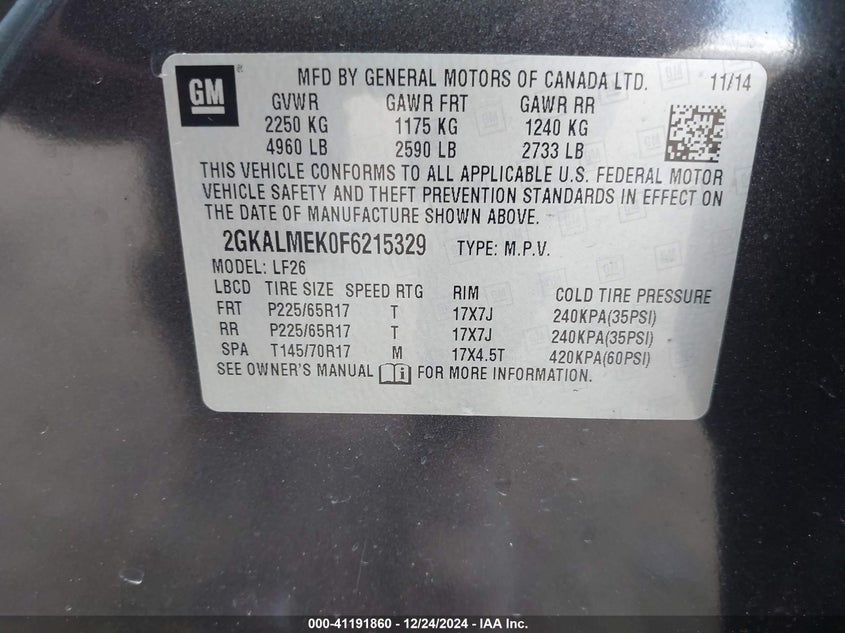 GM® MFD BY GENERAL MOTORS OF CANADA LTD. 11/14
GVWR GAWR FRT GAWR RR
2250 KG 1175 KG 1240 KG
4960 LB 2590 LB 2733 LB
THIS VEHICLE CONFORMS TO ALL APPLICABLE U.S. FEDERAL MOTOR
VEHICLE SAFETY AND THEFT PREVENTION STANDARDS IN EFFECT ON
THE DATE OF MANUFACTURE SHOWN ABOVE.
2GKALMEK0F6215329 TYPE: M.P.V.
MODEL: LF26
LBCD TIRE SIZE SPEED RTG RIM COLD TIRE PRESSURE
FRT P225/65R17 T 17X7J 240KPA(35PSI)
RR P225/65R17 T 17X7J 240KPA(35PSI)
SPA T145/70R17 M 17X4.5T 420KPA(60PSI)
SEE OWNER'S MANUAL i FOR MORE INFORMATION.
000-41191860 • 12/24/2024 - IAA Inc.